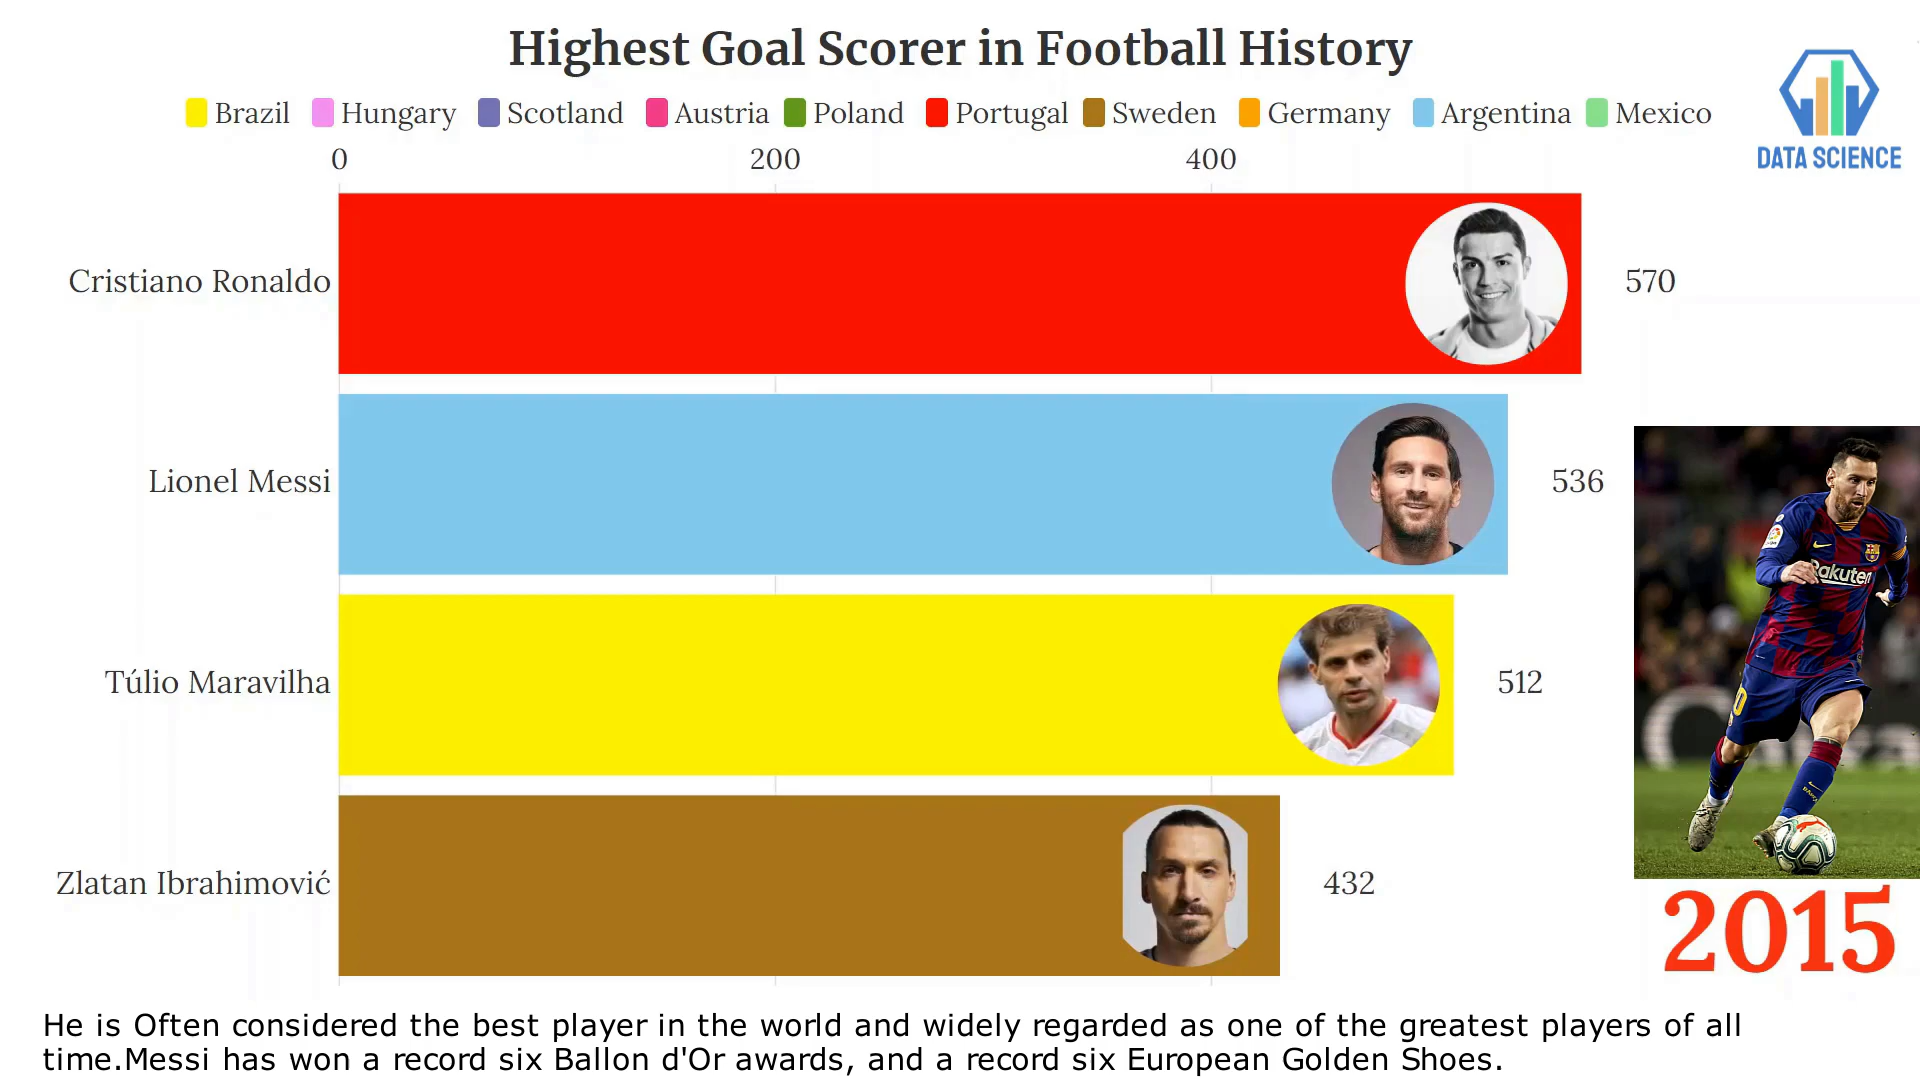 Highest Goal Scorer in Football History
Brazil Hungary Scotland Austria Poland Portugal Sweden Germany Argentina Mexico
DATA SCIENCE
0 200 400
Cristiano Ronaldo 570
Lionel Messi 536
Rakuten
Túlio Maravilha 512
Zlatan Ibrahimović 432
2015
He is Often considered the best player in the world and widely regarded as one of the greatest players of all
time.Messi has won a record six Ballon d'Or awards, and a record six European Golden Shoes.